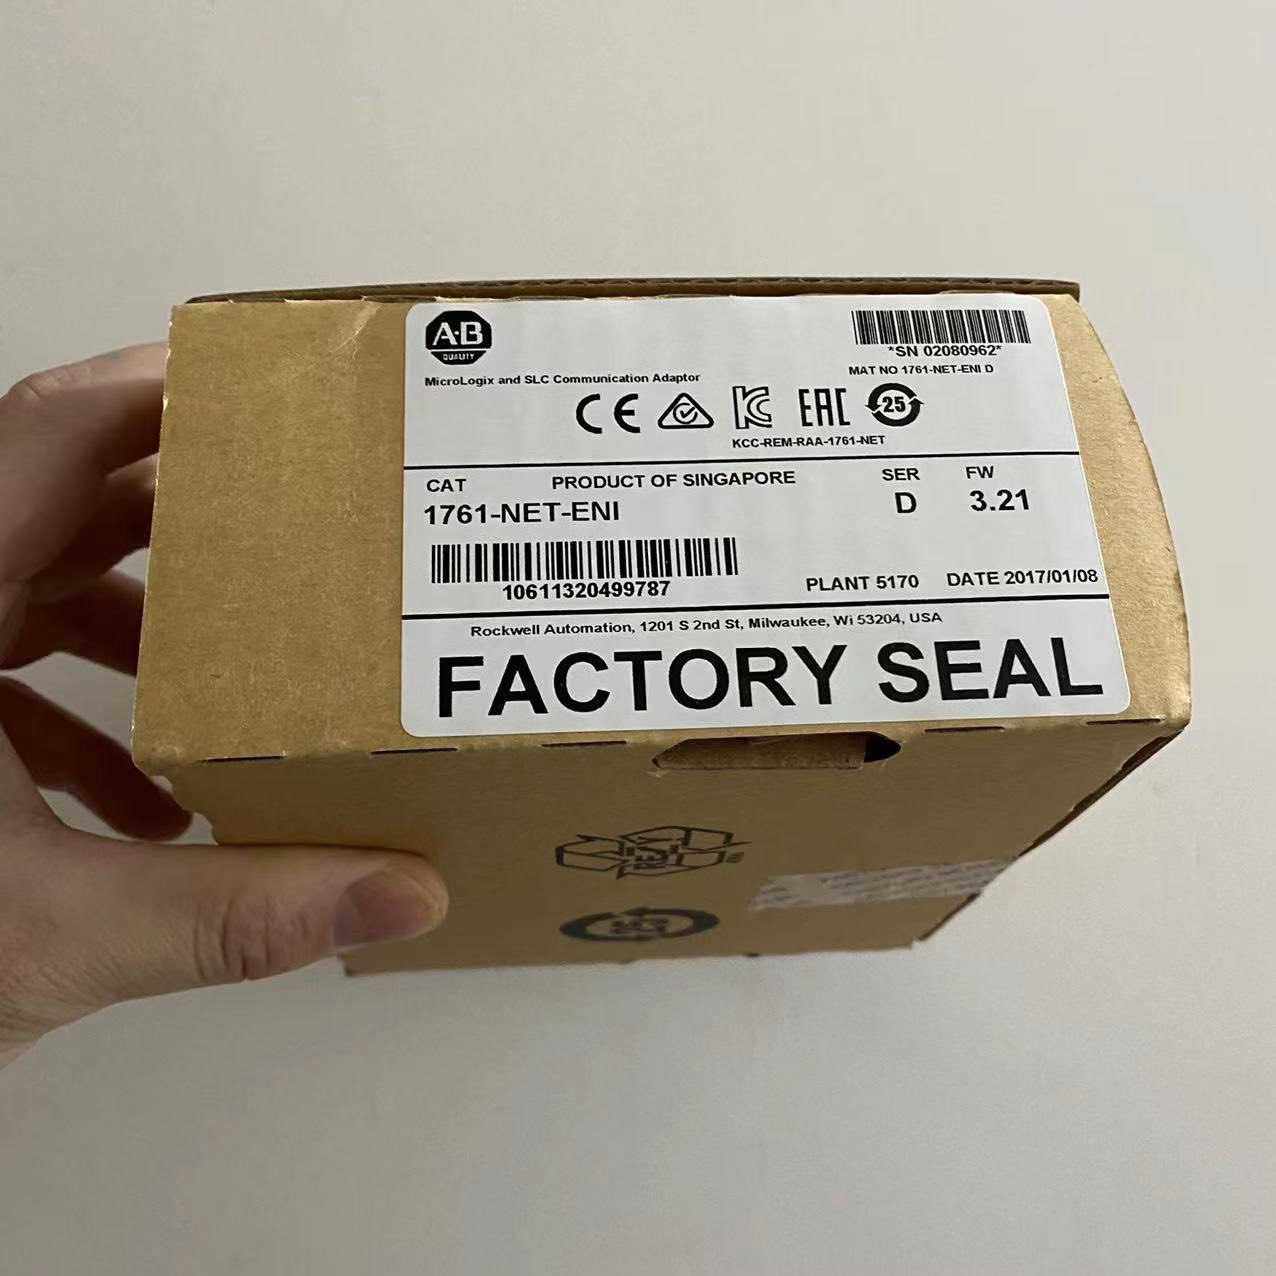 A·B
QUALITY
*SN 02080962*
MicroLogix and SLC Communication Adaptor
MAT NO 1761-NET-ENI D
CE KC EAC 25
KCC-REM-RAA-1761-NET
CAT PRODUCT OF SINGAPORE SER FW
1761-NET-ENI D 3.21
10611320499787
PLANT 5170 DATE 2017/01/08
Rockwell Automation, 1201 S 2nd St, Milwaukee, Wi 53204, USA
FACTORY SEAL